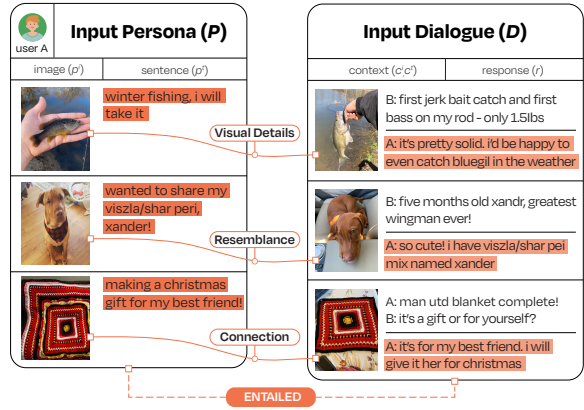 user A
Input Persona (P)
image (pⁱ)
sentence (pᵗ)
winter fishing, i will
take it
wanted to share my
viszla/shar peri,
xander!
making a christmas
gift for my best friend!
Visual Details
Resemblance
Connection
Input Dialogue (D)
context (cⁱcᵗ)
response (r)
B: first jerk bait catch and first
bass on my rod - only 1.5lbs
A: it's pretty solid. i'd be happy to
even catch bluegil in the weather
B: five months old xandr, greatest
wingman ever!
A: so cute! i have viszla/shar pei
mix named xander
A: man utd blanket complete!
B: it's a gift or for yourself?
A: it's for my best friend. i will
give it her for christmas
ENTAILED